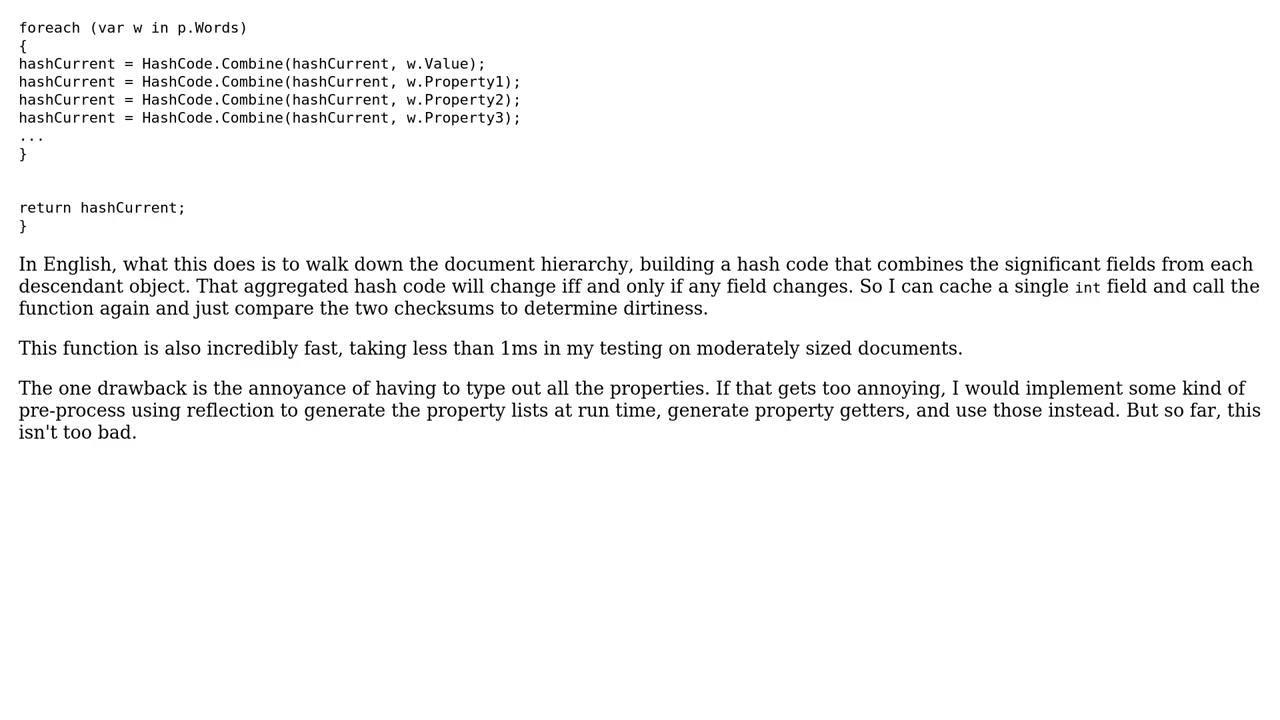 foreach (var w in p.Words)
{
hashCurrent = HashCode.Combine(hashCurrent, w.Value);
hashCurrent = HashCode.Combine(hashCurrent, w.Property1);
hashCurrent = HashCode.Combine(hashCurrent, w.Property2);
hashCurrent = HashCode.Combine(hashCurrent, w.Property3);
...
}
return hashCurrent;
}
In English, what this does is to walk down the document hierarchy, building a hash code that combines the significant fields from each
descendant object. That aggregated hash code will change iff and only if any field changes. So I can cache a single int field and call the
function again and just compare the two checksums to determine dirtiness.
This function is also incredibly fast, taking less than 1ms in my testing on moderately sized documents.
The one drawback is the annoyance of having to type out all the properties. If that gets too annoying, I would implement some kind of
pre-process using reflection to generate the property lists at run time, generate property getters, and use those instead. But so far, this
isn't too bad.